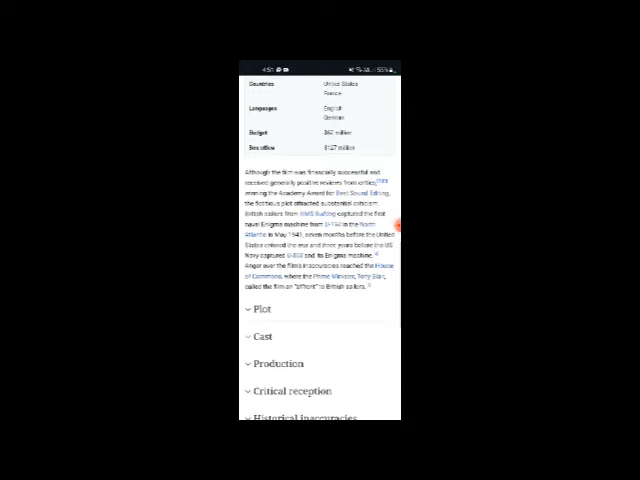 4:51
55%
Countries
United States
France
Languages
English
German
Budget
$62 million
Box office
$127 million
Although the film was financially successful and
received generally positive reviews from critics,
winning the Academy Award for Best Sound Editing,
the fictitious plot attracted substantial criticism.
British sailors from HMS Bulldog captured the first
naval Enigma machine from U-110 in the North
Atlantic in May 1941, seven months before the United
States entered the war and three years before the US
Navy captured U-505 and its Enigma machine.
Anger over the film's inaccuracies reached the House
of Commons, where the Prime Minister, Tony Blair,
called the film an "affront" to British sailors.
Plot
Cast
Production
Critical reception
Historical inaccuracies